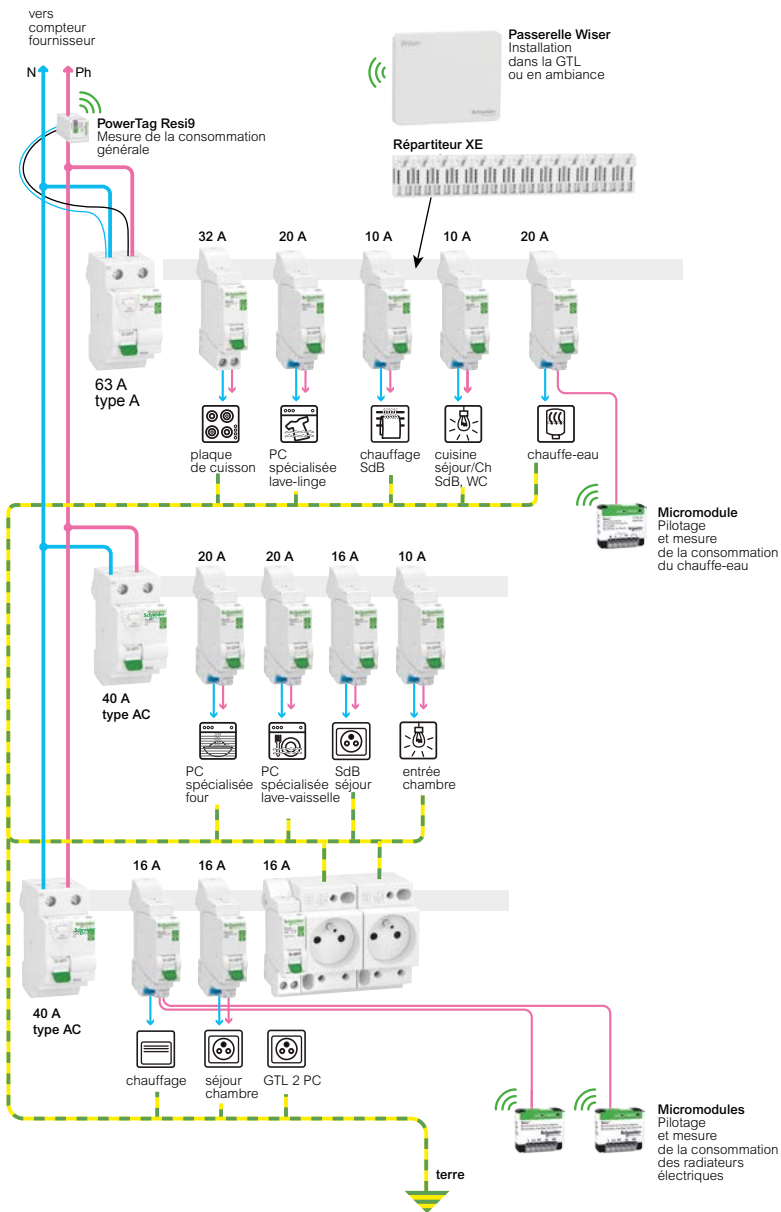 vers
compteur
fournisseur
N
Ph
PowerTag Resi9
Mesure de la consommation
générale
Wiser
Schneider
Passerelle Wiser
Installation
dans la GTL
ou en ambiance
Répartiteur XE
32 A
20 A
10 A
10 A
20 A
63 A
type A
plaque
de cuisson
PC
spécialisée
lave-linge
chauffage
SdB
cuisine
séjour/Ch
SdB, WC
chauffe-eau
Micromodule
Pilotage
et mesure
de la consommation
du chauffe-eau
20 A
20 A
16 A
10 A
Schneider
40 A
type AC
PC
spécialisée
four
PC
spécialisée
lave-vaisselle
SdB
séjour
entrée
chambre
16 A
16 A
16 A
Schneider
40 A
type AC
chauffage
séjour
chambre
GTL 2 PC
Micromodules
Pilotage
et mesure
de la consommation
des radiateurs
électriques
terre